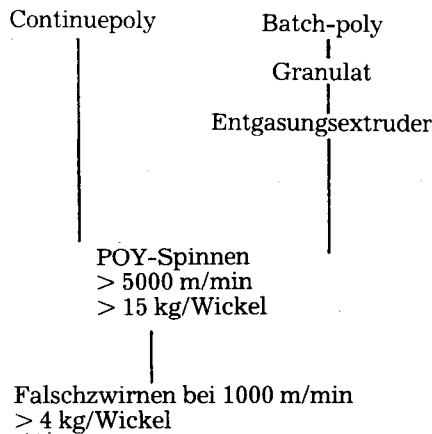 Continuepoly
Batch-poly
Granulat
Entgasungsextruder
POY-Spinnen
> 5000 m/min
> 15 kg/Wickel
Falschzwirnen bei 1000 m/min
> 4 kg/Wickel